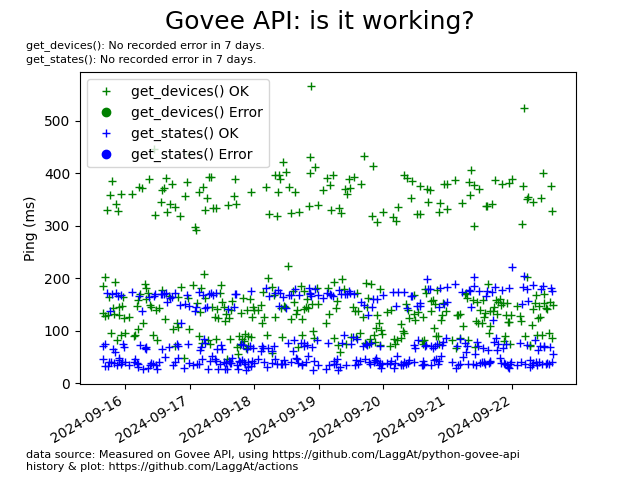 Govee API: is it working?
get_devices(): No recorded error in 7 days.
get_states(): No recorded error in 7 days.
get_devices() OK
get_devices() Error
get_states() OK
get_states() Error
Ping (ms)
500
400
300
200
100
0
2024-09-16
2024-09-17
2024-09-18
2024-09-19
2024-09-20
2024-09-21
2024-09-22
data source: Measured on Govee API, using https://github.com/LaggAt/python-govee-api
history & plot: https://github.com/LaggAt/actions